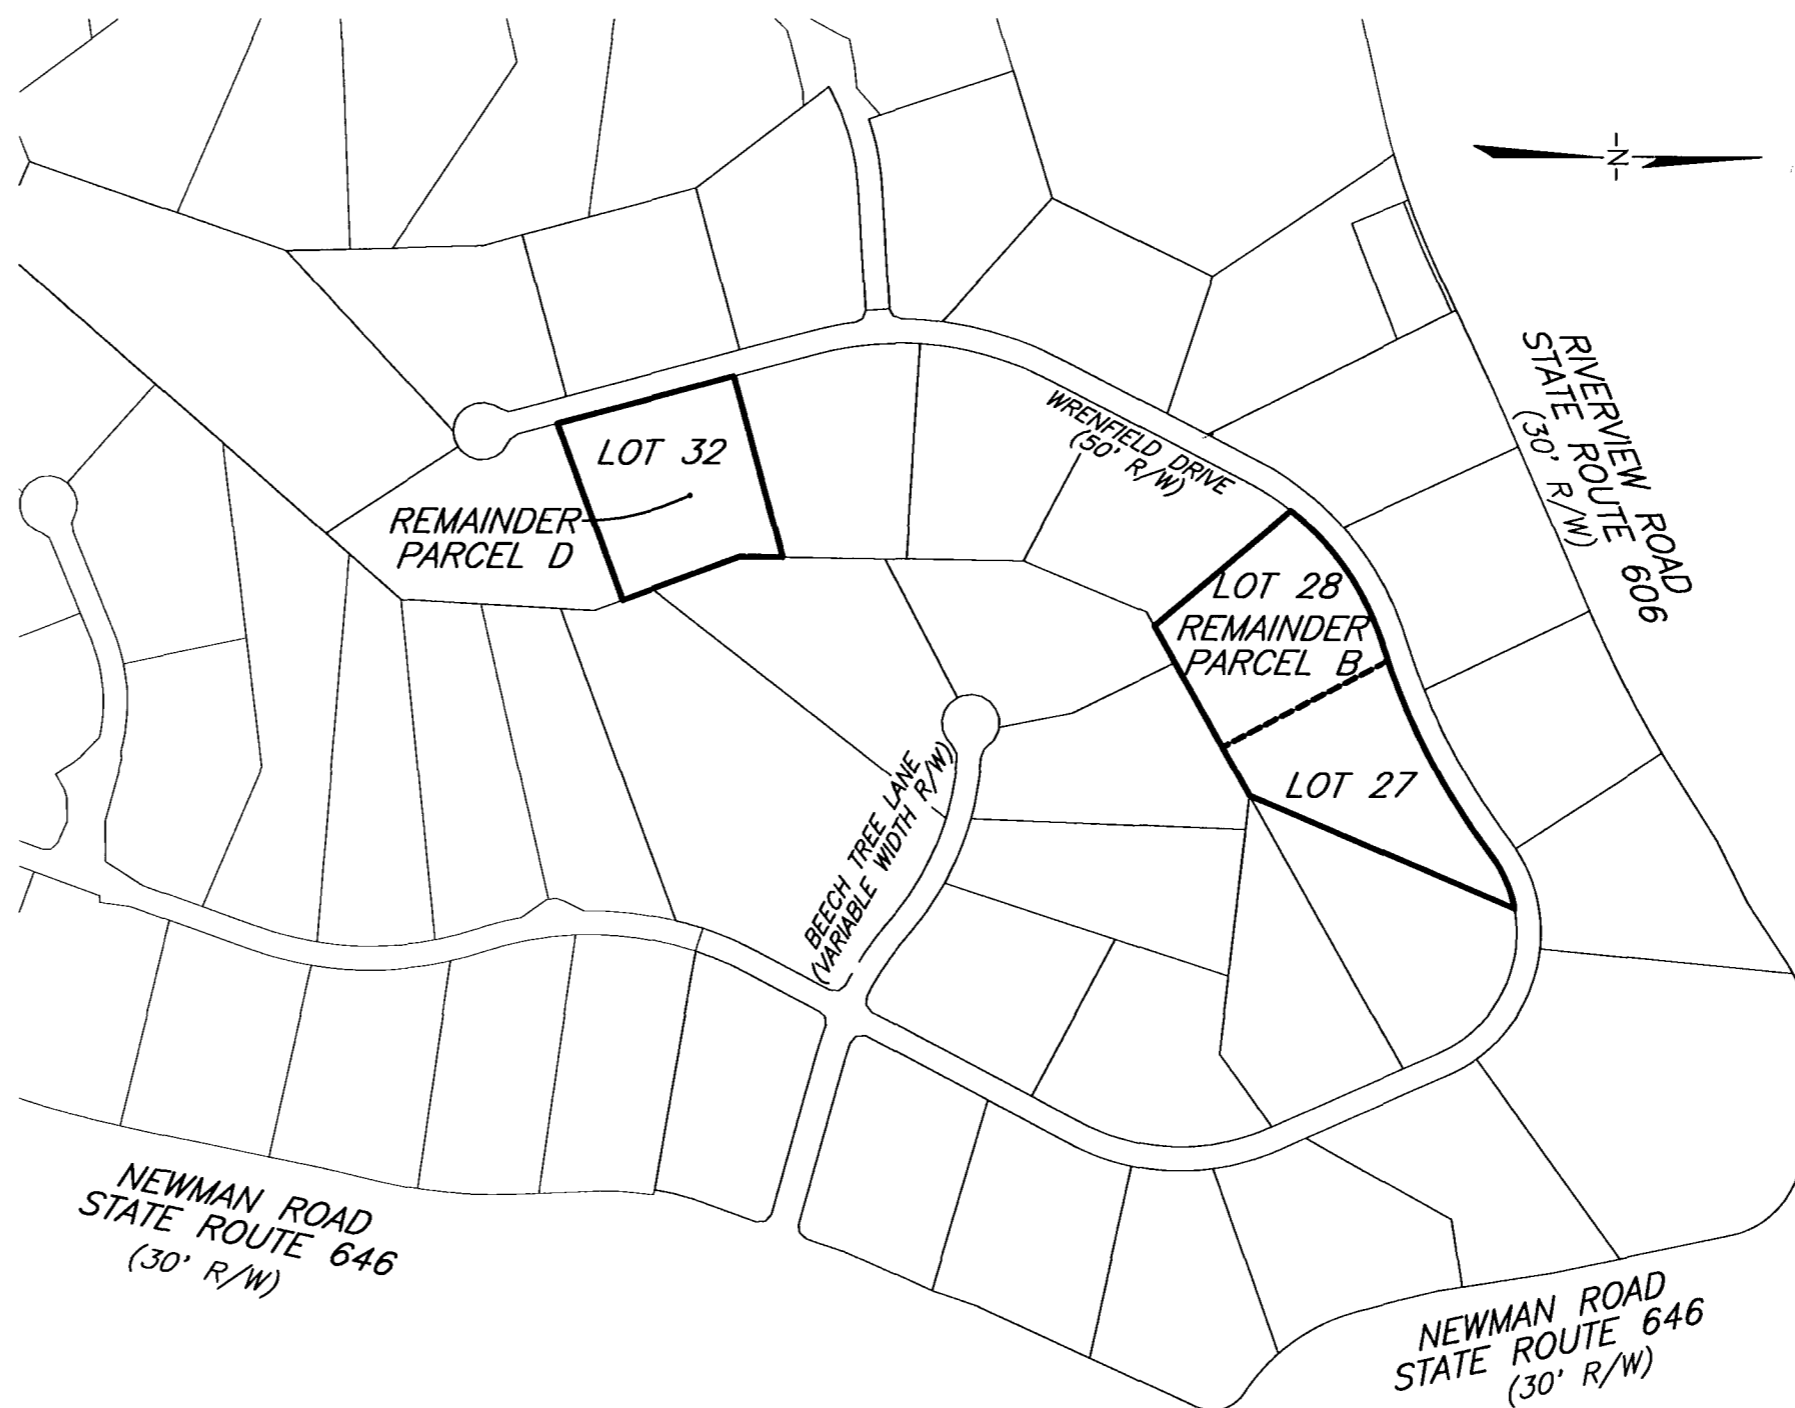 N
RIVERVIEW ROAD
STATE ROUTE 606
(30' R/W)
WRENFIELD DRIVE
(50' R/W)
LOT 32
REMAINDER
PARCEL D
LOT 28
REMAINDER
PARCEL B
LOT 27
BEECH TREE LANE
(VARIABLE WIDTH R/W)
NEWMAN ROAD
STATE ROUTE 646
(30' R/W)
NEWMAN ROAD
STATE ROUTE 646
(30' R/W)